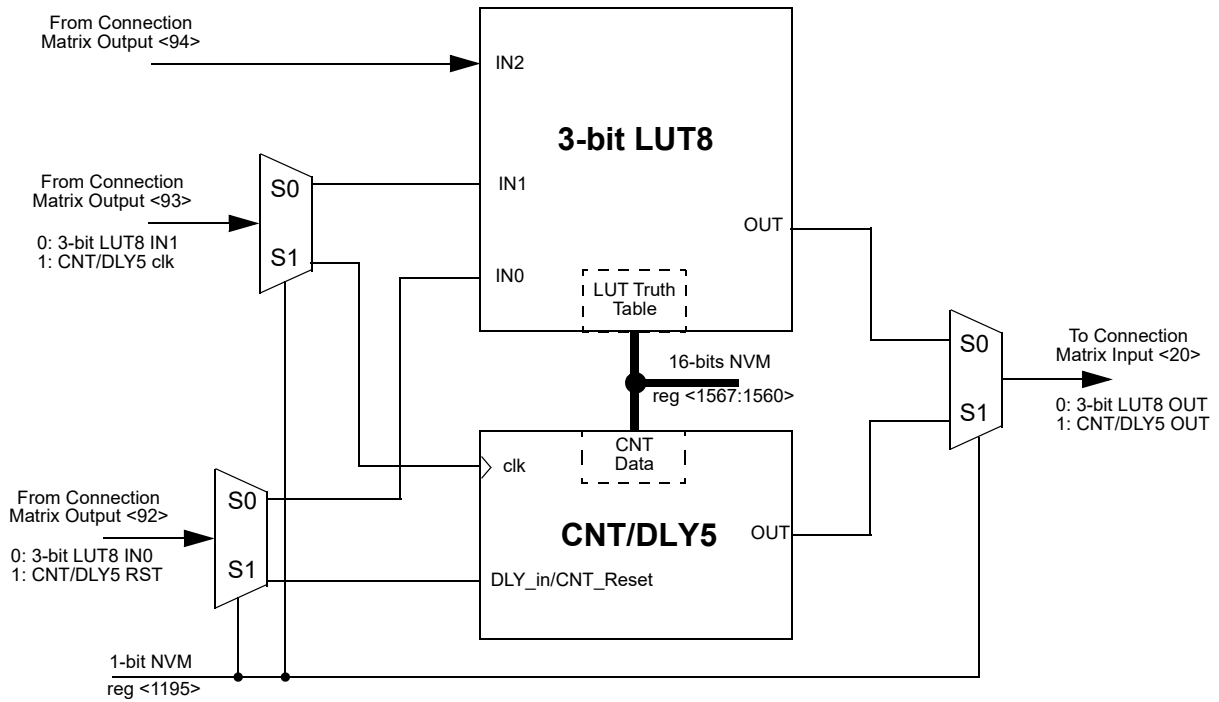 From Connection
Matrix Output <94>
IN2
3-bit LUT8
From Connection
Matrix Output <93>
0: 3-bit LUT8 IN1
1: CNT/DLY5 clk
S0
S1
IN1
IN0
OUT
LUT Truth
Table
16-bits NVM
reg <1567:1560>
S0
S1
To Connection
Matrix Input <20>
0: 3-bit LUT8 OUT
1: CNT/DLY5 OUT
From Connection
Matrix Output <92>
0: 3-bit LUT8 IN0
1: CNT/DLY5 RST
S0
S1
clk
CNT
Data
CNT/DLY5
OUT
DLY_in/CNT_Reset
1-bit NVM
reg <1195>